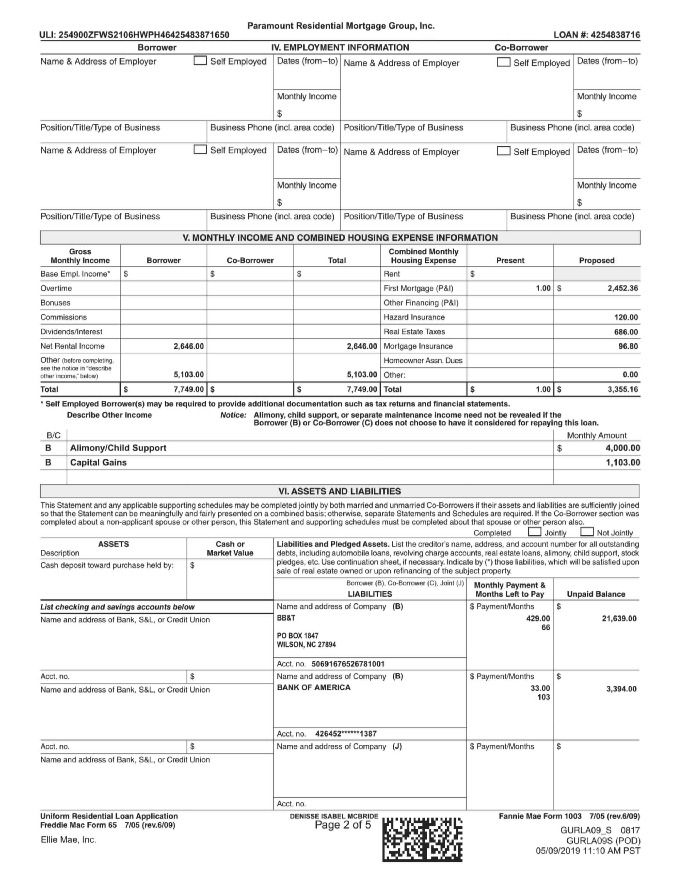 Paramount Residential Mortgage Group, Inc.
ULI: 254900ZFWS2106HWPH46425483871650 LOAN #: 4254838716
Borrower IV. EMPLOYMENT INFORMATION Co-Borrower
Name & Address of Employer Self Employed Dates (from–to) Name & Address of Employer Self Employed Dates (from–to)
Monthly Income Monthly Income
$ $
Position/Title/Type of Business Business Phone (incl. area code) Position/Title/Type of Business Business Phone (incl. area code)
Name & Address of Employer Self Employed Dates (from–to) Name & Address of Employer Self Employed Dates (from–to)
Monthly Income Monthly Income
$ $
Position/Title/Type of Business Business Phone (incl. area code) Position/Title/Type of Business Business Phone (incl. area code)
V. MONTHLY INCOME AND COMBINED HOUSING EXPENSE INFORMATION
Gross Combined Monthly
Monthly Income Borrower Co-Borrower Total Housing Expense Present Proposed
Base Empl. Income* $ $ $ Rent $
Overtime First Mortgage (P&I) 1.00 $ 2,452.36
Bonuses Other Financing (P&I)
Commissions Hazard Insurance 120.00
Dividends/Interest Real Estate Taxes 686.00
Net Rental Income 2,646.00 2,646.00 Mortgage Insurance 96.80
Other (before completing, Homeowner Assn. Dues
see the notice in "describe
other income," below) 5,103.00 5,103.00 Other: 0.00
Total $ 7,749.00 $ $ 7,749.00 Total $ 1.00 $ 3,355.16
* Self Employed Borrower(s) may be required to provide additional documentation such as tax returns and financial statements.
Describe Other Income Notice: Alimony, child support, or separate maintenance income need not be revealed if the
Borrower (B) or Co-Borrower (C) does not choose to have it considered for repaying this loan.
B/C Monthly Amount
B Alimony/Child Support $ 4,000.00
B Capital Gains 1,103.00
VI. ASSETS AND LIABILITIES
This Statement and any applicable supporting schedules may be completed jointly by both married and unmarried Co-Borrowers if their assets and liabilities are sufficiently joined
so that the Statement can be meaningfully and fairly presented on a combined basis; otherwise, separate Statements and Schedules are required. If the Co-Borrower section was
completed about a non-applicant spouse or other person, this Statement and supporting schedules must be completed about that spouse or other person also.
Completed Jointly Not Jointly
ASSETS Cash or Liabilities and Pledged Assets. List the creditor's name, address, and account number for all outstanding
Description Market Value debts, including automobile loans, revolving charge accounts, real estate loans, alimony, child support, stock
Cash deposit toward purchase held by: $ pledges, etc. Use continuation sheet, if necessary. Indicate by (*) those liabilities, which will be satisfied upon
sale of real estate owned or upon refinancing of the subject property.
Borrower (B), Co-Borrower (C), Joint (J) Monthly Payment &
LIABILITIES Months Left to Pay Unpaid Balance
List checking and savings accounts below Name and address of Company (B) $ Payment/Months $
Name and address of Bank, S&L, or Credit Union BB&T 429.00 21,639.00
66
PO BOX 1847
WILSON, NC 27894
Acct. no. 50691676526781001
Acct. no. $ Name and address of Company (B) $ Payment/Months $
Name and address of Bank, S&L, or Credit Union BANK OF AMERICA 33.00 3,394.00
103
Acct. no. 426452******1387
Acct. no. $ Name and address of Company (J) $ Payment/Months $
Name and address of Bank, S&L, or Credit Union
Acct. no.
Uniform Residential Loan Application DENISSE ISABEL MCBRIDE Fannie Mae Form 1003 7/05 (rev.6/09)
Freddie Mac Form 65 7/05 (rev.6/09) Page 2 of 5
GURLA09_S 0817
Ellie Mae, Inc. GURLA09S (POD)
05/09/2019 11:10 AM PST